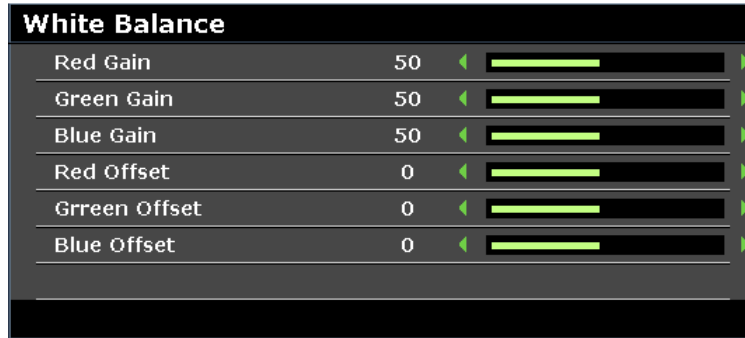 White Balance
Red Gain 50
Green Gain 50
Blue Gain 50
Red Offset 0
Grreen Offset 0
Blue Offset 0